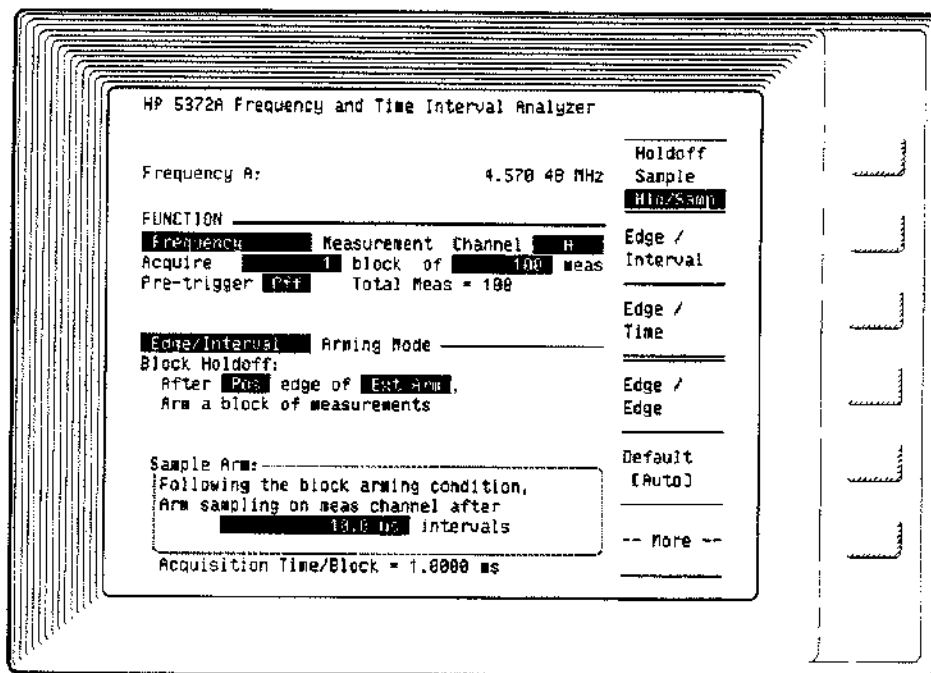 HP 5372A Frequency and Time Interval Analyzer
Frequency A: 4.570 48 MHz
FUNCTION
Frequency Measurement Channel A
Acquire 1 block of 100 meas
Pre-trigger Off Total Meas = 100
Edge/Interval Arming Mode
Block Holdoff:
After Pos edge of Ext Arm,
Arm a block of measurements
Sample Arm:
Following the block arming condition,
Arm sampling on meas channel after
10.0 us intervals
Acquisition Time/Block = 1.0000 ms
Holdoff
Sample
Hld/Samp
Edge /
Interval
Edge /
Time
Edge /
Edge
Default
[Auto]
-- More --